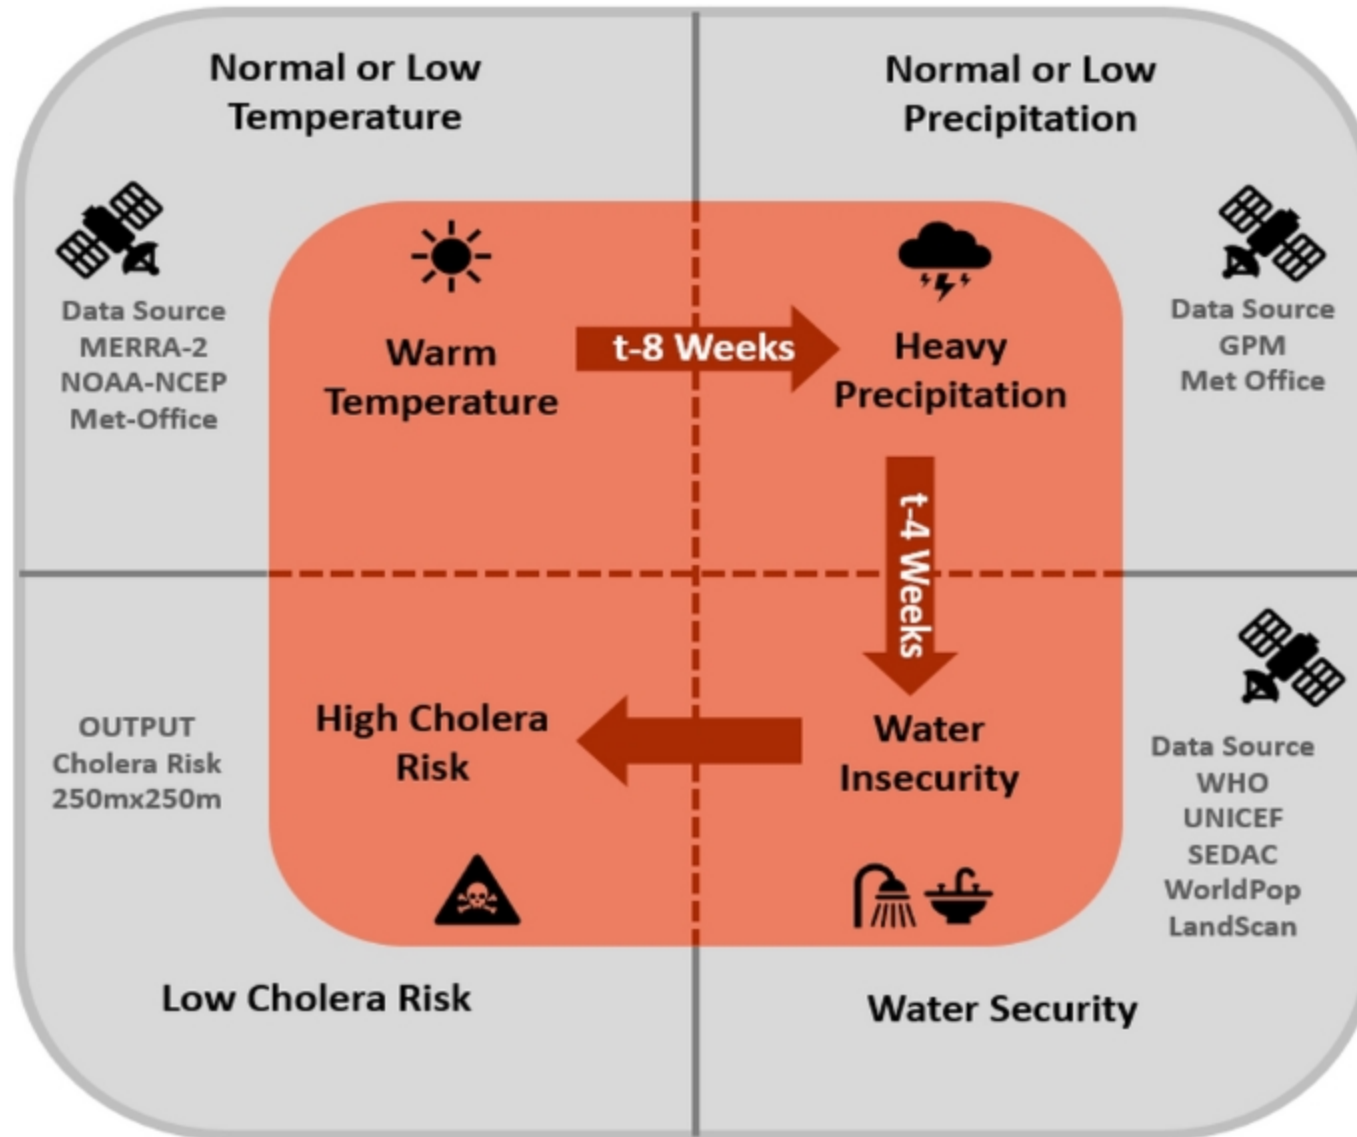 Normal or Low
Temperature
Normal or Low
Precipitation
Data Source
MERRA-2
NOAA-NCEP
Met-Office
Warm
Temperature
t-8 Weeks
Heavy
Precipitation
Data Source
GPM
Met Office
t-4 Weeks
OUTPUT
Cholera Risk
250mx250m
High Cholera
Risk
Water
Insecurity
Data Source
WHO
UNICEF
SEDAC
WorldPop
LandScan
Low Cholera Risk
Water Security